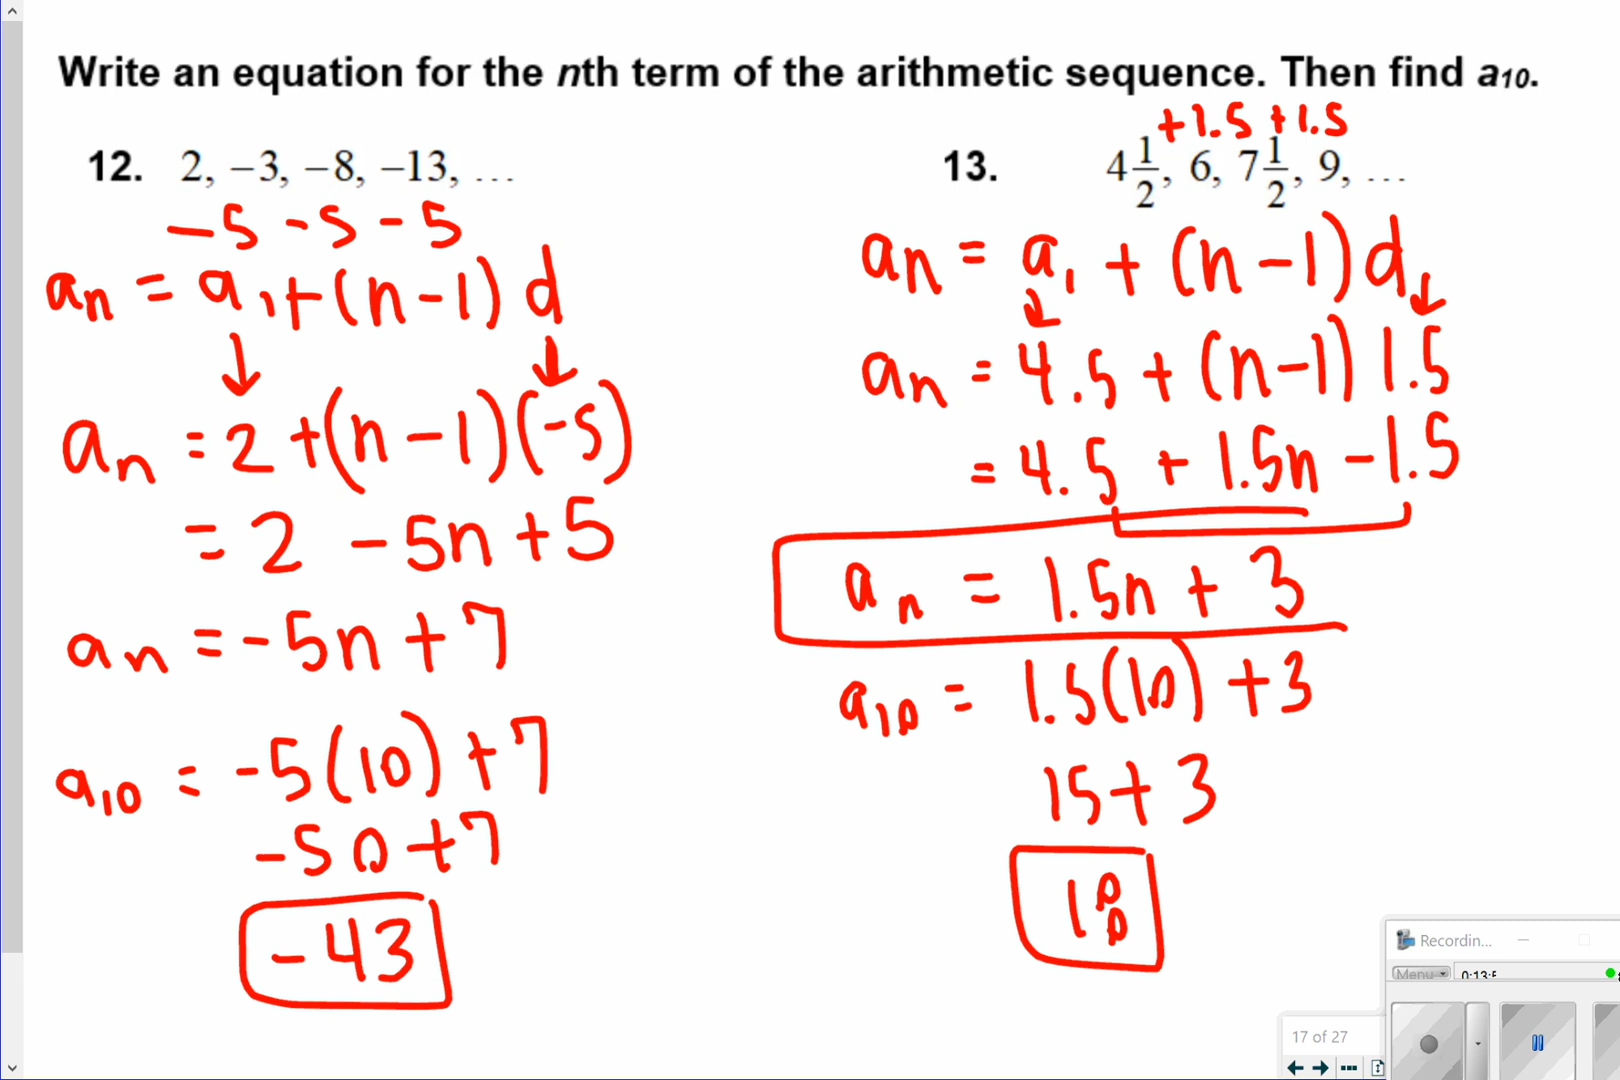 Write an equation for the nth term of the arithmetic sequence. Then find a₁₀.
12. 2, −3, −8, −13, …
−5 −5 −5
aₙ = a₁ + (n−1) d
aₙ = 2 + (n−1)(−5)
= 2 −5n + 5
aₙ = −5n + 7
a₁₀ = −5(10) + 7
−50 + 7
−43
+1.5 +1.5
13. 4 1/2, 6, 7 1/2, 9, …
aₙ = a₁ + (n−1) d
aₙ = 4.5 + (n−1) 1.5
= 4.5 + 1.5n − 1.5
aₙ = 1.5n + 3
a₁₀ = 1.5(10) + 3
15 + 3
18
Recordin...
Menu
17 of 27